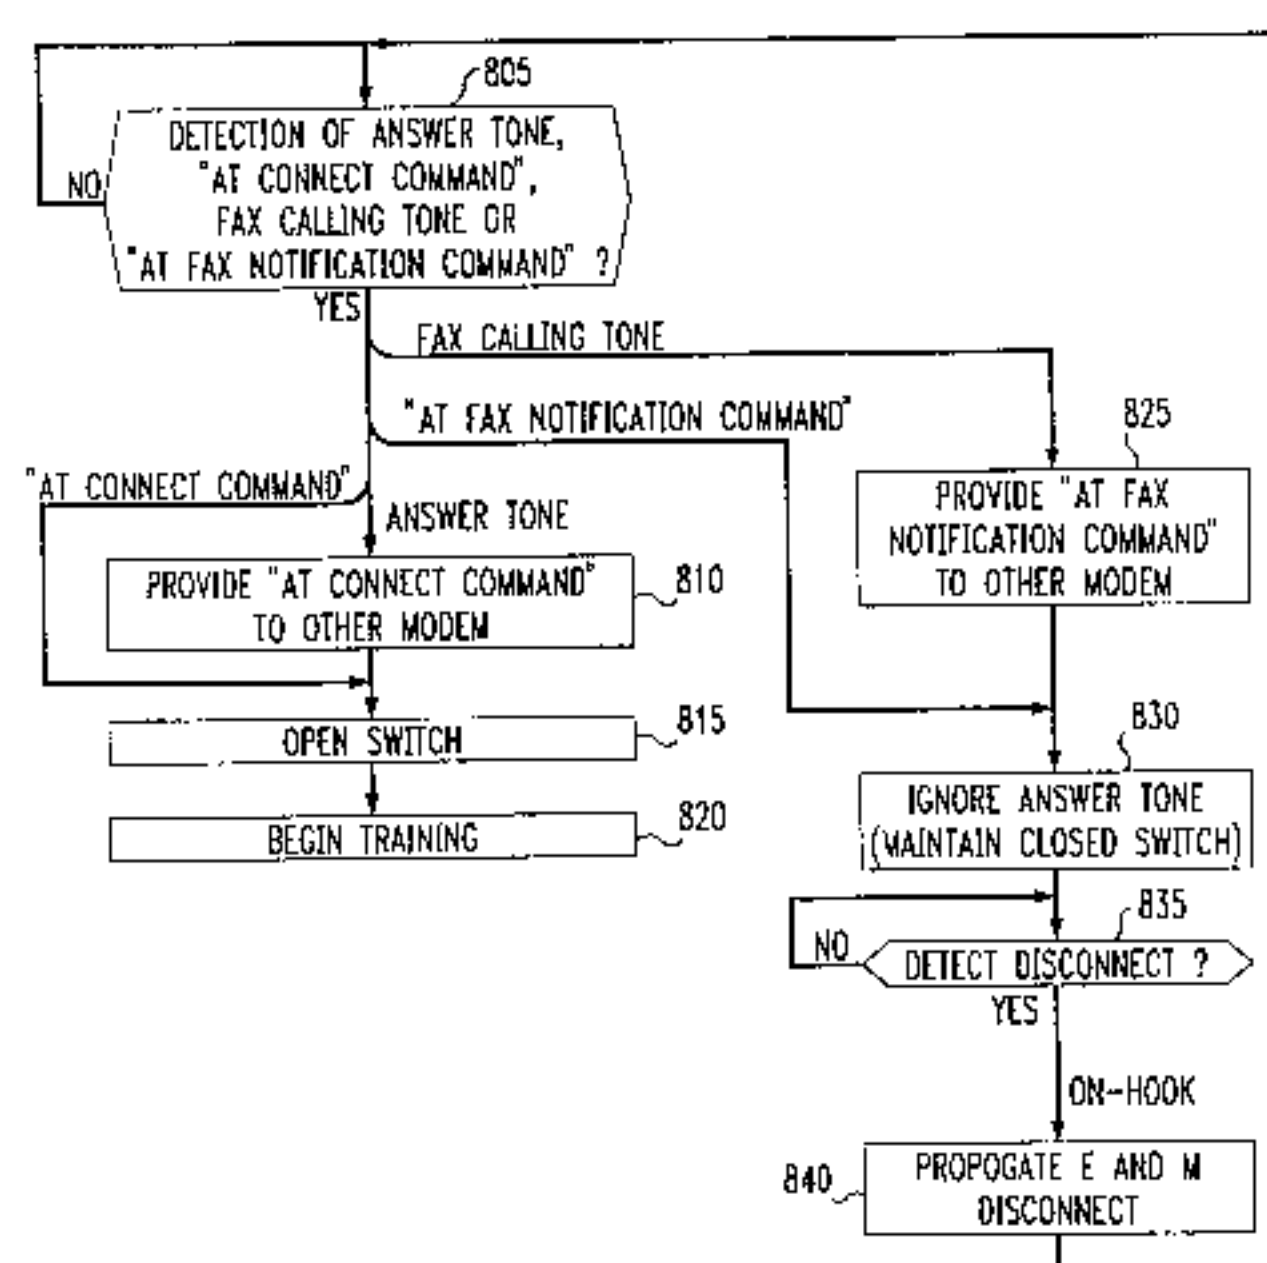 805
DETECTION OF ANSWER TONE,
"AT CONNECT COMMAND",
FAX CALLING TONE OR
"AT FAX NOTIFICATION COMMAND" ?
NO
YES
FAX CALLING TONE
"AT FAX NOTIFICATION COMMAND"
"AT CONNECT COMMAND"
ANSWER TONE
825
PROVIDE "AT FAX
NOTIFICATION COMMAND"
TO OTHER MODEM
PROVIDE "AT CONNECT COMMAND"
TO OTHER MODEM
810
OPEN SWITCH
815
BEGIN TRAINING
820
830
IGNORE ANSWER TONE
(MAINTAIN CLOSED SWITCH)
835
NO
DETECT DISCONNECT ?
YES
ON-HOOK
840
PROPOGATE E AND M
DISCONNECT